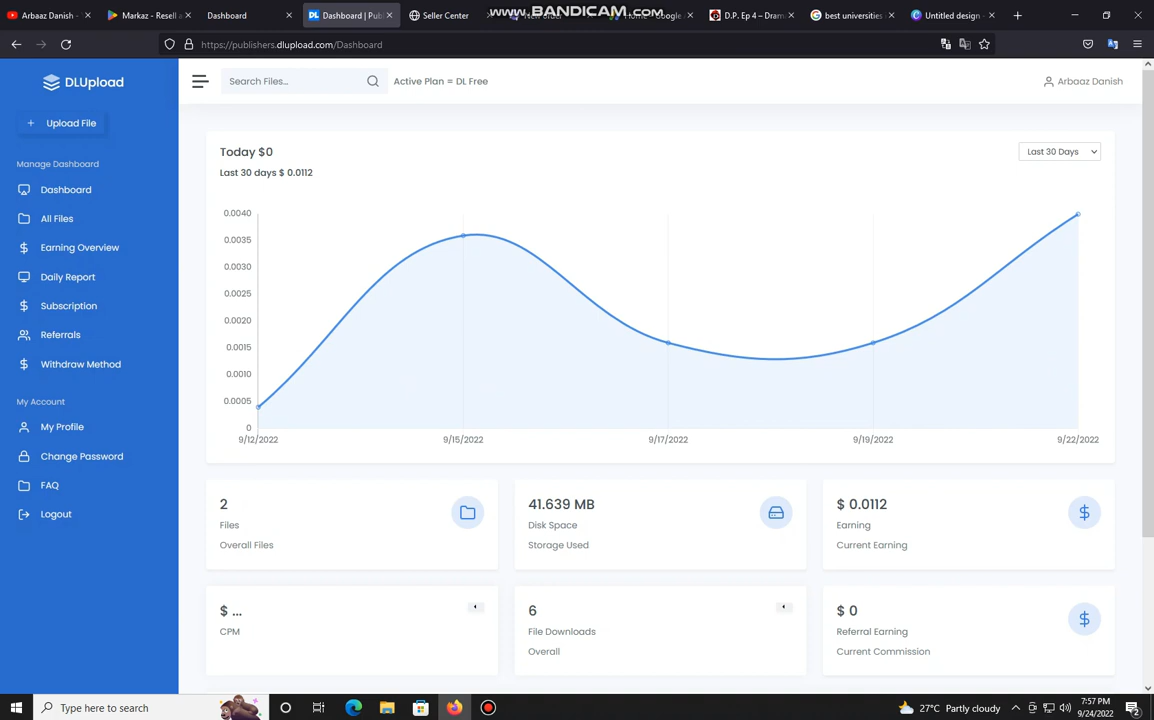 Arbaaz Danish -
Markaz - Resell a
Dashboard
DL Dashboard | Pub
Seller Center
New order
Home - Google
D.P. Ep 4 – Dram
best universities
Untitled design -
www.BANDICAM.com
https://publishers.dlupload.com/Dashboard
DLUpload
Search Files...
Active Plan = DL Free
Arbaaz Danish
+ Upload File
Manage Dashboard
Dashboard
All Files
Earning Overview
Daily Report
Subscription
Referrals
Withdraw Method
My Account
My Profile
Change Password
FAQ
Logout
Today $0
Last 30 Days
Last 30 days $ 0.0112
0.0040
0.0035
0.0030
0.0025
0.0020
0.0015
0.0010
0.0005
0
9/12/2022 9/15/2022 9/17/2022 9/19/2022 9/22/2022
2
Files
Overall Files
41.639 MB
Disk Space
Storage Used
$ 0.0112
Earning
Current Earning
$ ...
CPM
6
File Downloads
Overall
$ 0
Referral Earning
Current Commission
Type here to search
27°C Partly cloudy
7:57 PM
9/24/2022
2